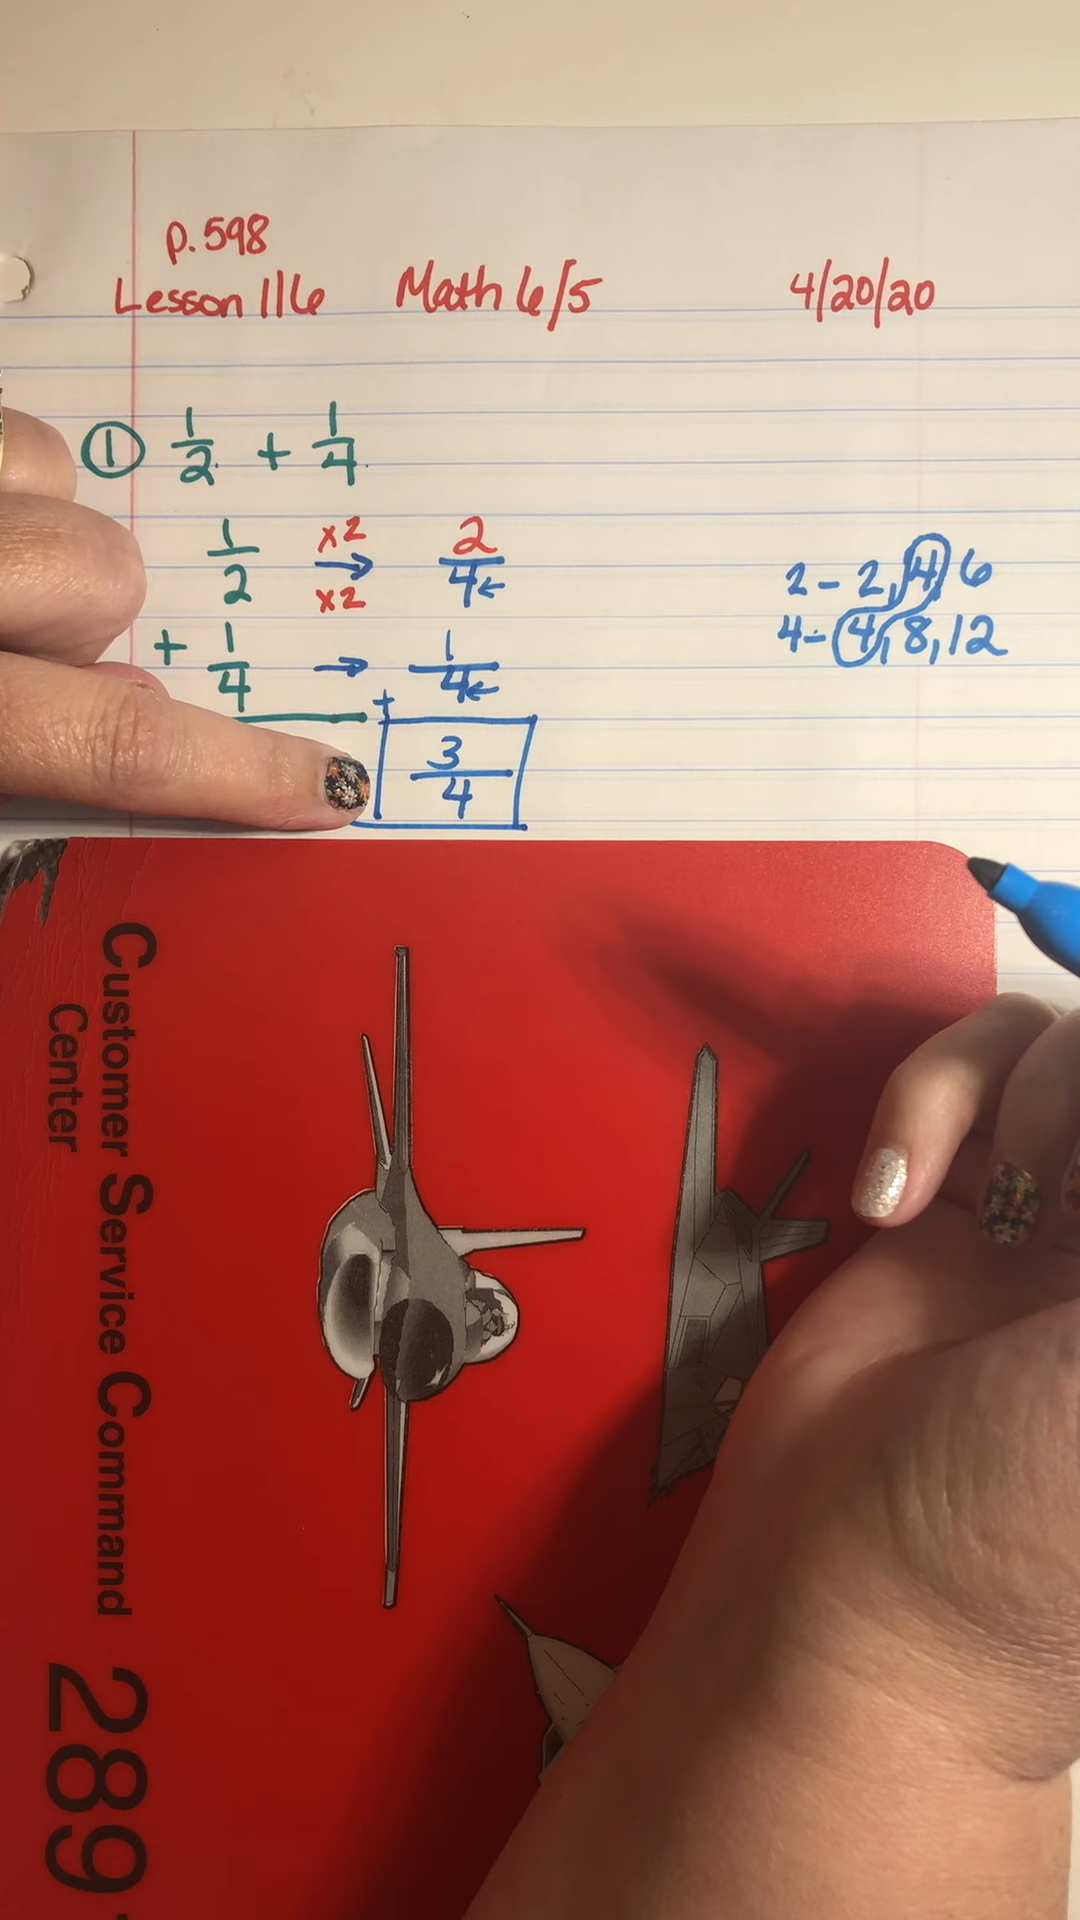 p.598
Lesson 116 Math 6/5 4/20/20
① 1/2 + 1/4
1/2 ×2/×2 → 2/4 ←
+ 1/4 → 1/4 ←
+ 3/4
2 - 2, 4, 6
4 - 4, 8, 12
Customer Service Command
Center
289